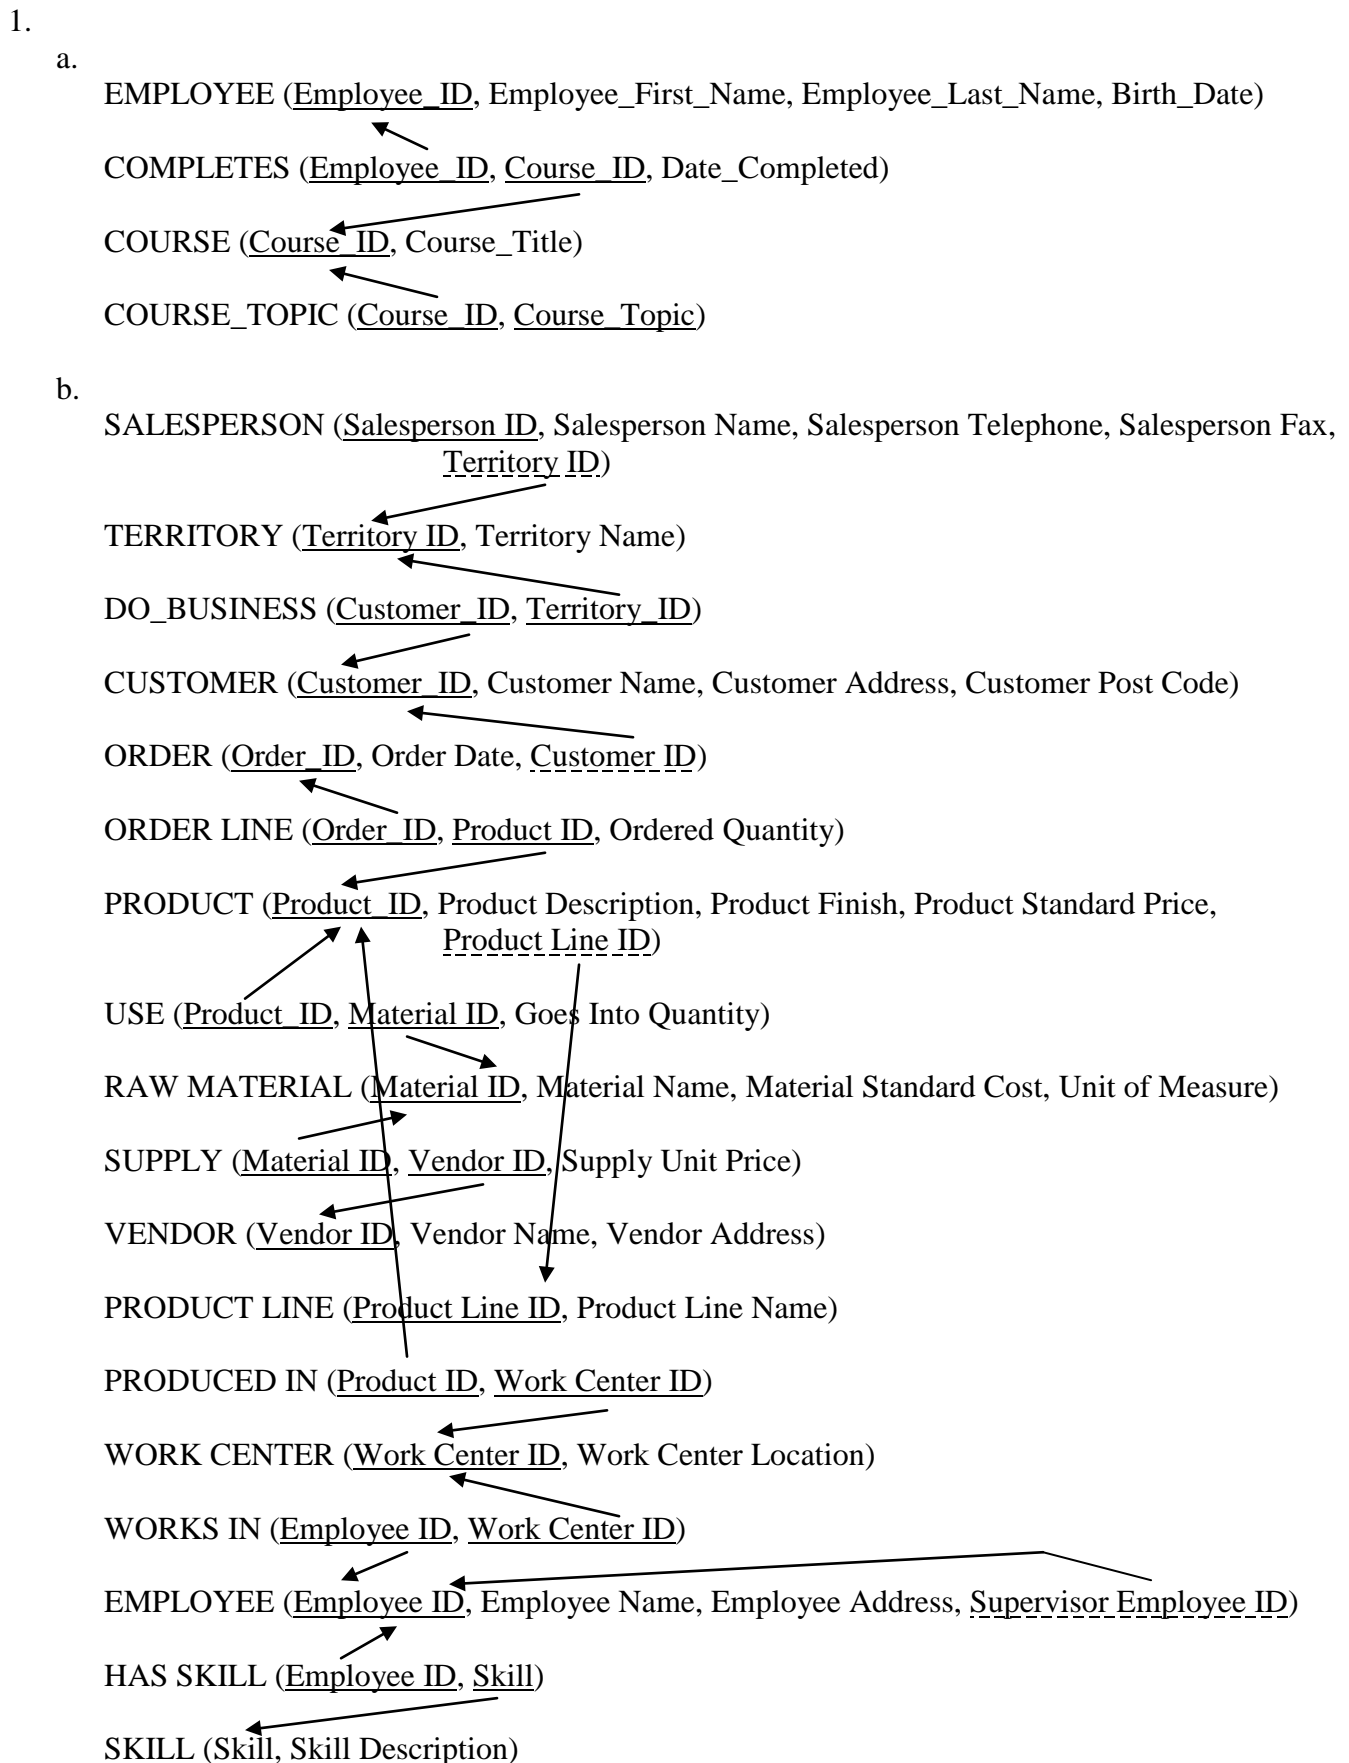 1.
a.
EMPLOYEE (Employee_ID, Employee_First_Name, Employee_Last_Name, Birth_Date)
COMPLETES (Employee_ID, Course_ID, Date_Completed)
COURSE (Course_ID, Course_Title)
COURSE_TOPIC (Course_ID, Course_Topic)
b.
SALESPERSON (Salesperson ID, Salesperson Name, Salesperson Telephone, Salesperson Fax,
Territory ID)
TERRITORY (Territory ID, Territory Name)
DO_BUSINESS (Customer_ID, Territory_ID)
CUSTOMER (Customer_ID, Customer Name, Customer Address, Customer Post Code)
ORDER (Order_ID, Order Date, Customer ID)
ORDER LINE (Order_ID, Product ID, Ordered Quantity)
PRODUCT (Product_ID, Product Description, Product Finish, Product Standard Price,
Product Line ID)
USE (Product_ID, Material ID, Goes Into Quantity)
RAW MATERIAL (Material ID, Material Name, Material Standard Cost, Unit of Measure)
SUPPLY (Material ID, Vendor ID, Supply Unit Price)
VENDOR (Vendor ID, Vendor Name, Vendor Address)
PRODUCT LINE (Product Line ID, Product Line Name)
PRODUCED IN (Product ID, Work Center ID)
WORK CENTER (Work Center ID, Work Center Location)
WORKS IN (Employee ID, Work Center ID)
EMPLOYEE (Employee ID, Employee Name, Employee Address, Supervisor Employee ID)
HAS SKILL (Employee ID, Skill)
SKILL (Skill, Skill Description)